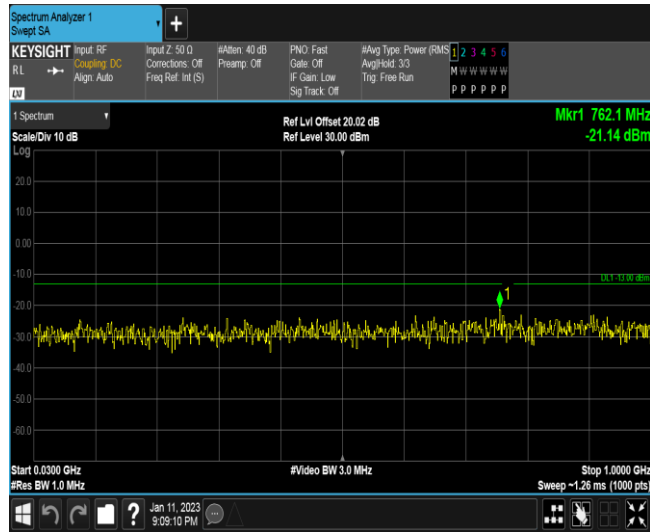 Spectrum Analyzer 1
Swept SA
+
KEYSIGHT
RL
LXI
Input: RF
Coupling: DC
Align: Auto
Input Z: 50 Ω
Corrections: Off
Freq Ref: Int (S)
#Atten: 40 dB
Preamp: Off
PNO: Fast
Gate: Off
IF Gain: Low
Sig Track: Off
#Avg Type: Power (RMS
Avg|Hold: 3/3
Trig: Free Run
1 2 3 4 5 6
M W W W W W
P P P P P P
1 Spectrum
Scale/Div 10 dB
Log
Ref Lvl Offset 20.02 dB
Ref Level 30.00 dBm
Mkr1 762.1 MHz
-21.14 dBm
20.0
10.0
0.00
-10.0
DL1 -13.00 dBm
1
-20.0
-30.0
-40.0
-50.0
-60.0
Start 0.0300 GHz
#Res BW 1.0 MHz
#Video BW 3.0 MHz
Stop 1.0000 GHz
Sweep ~1.26 ms (1000 pts)
?
Jan 11, 2023
9:09:10 PM